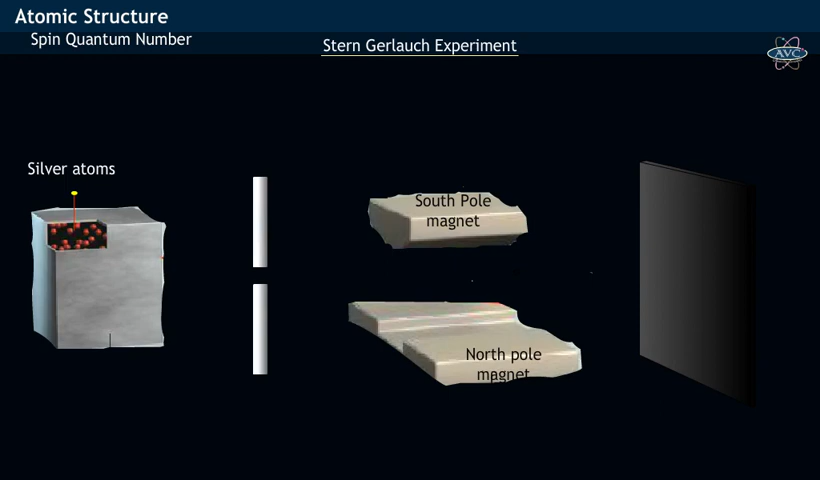 Atomic Structure
Spin Quantum Number
Stern Gerlauch Experiment
AVC
Silver atoms
South Pole
magnet
North pole
magnet